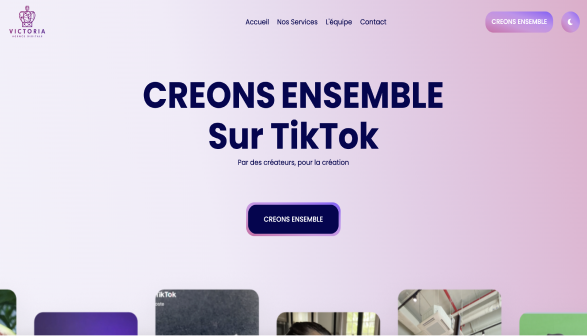 VICTORIA
AGENCE DIGITALE
Accueil Nos Services L'équipe Contact
CREONS ENSEMBLE
CREONS ENSEMBLE
Sur TikTok
Par des créateurs, pour la création
CREONS ENSEMBLE
TikTok